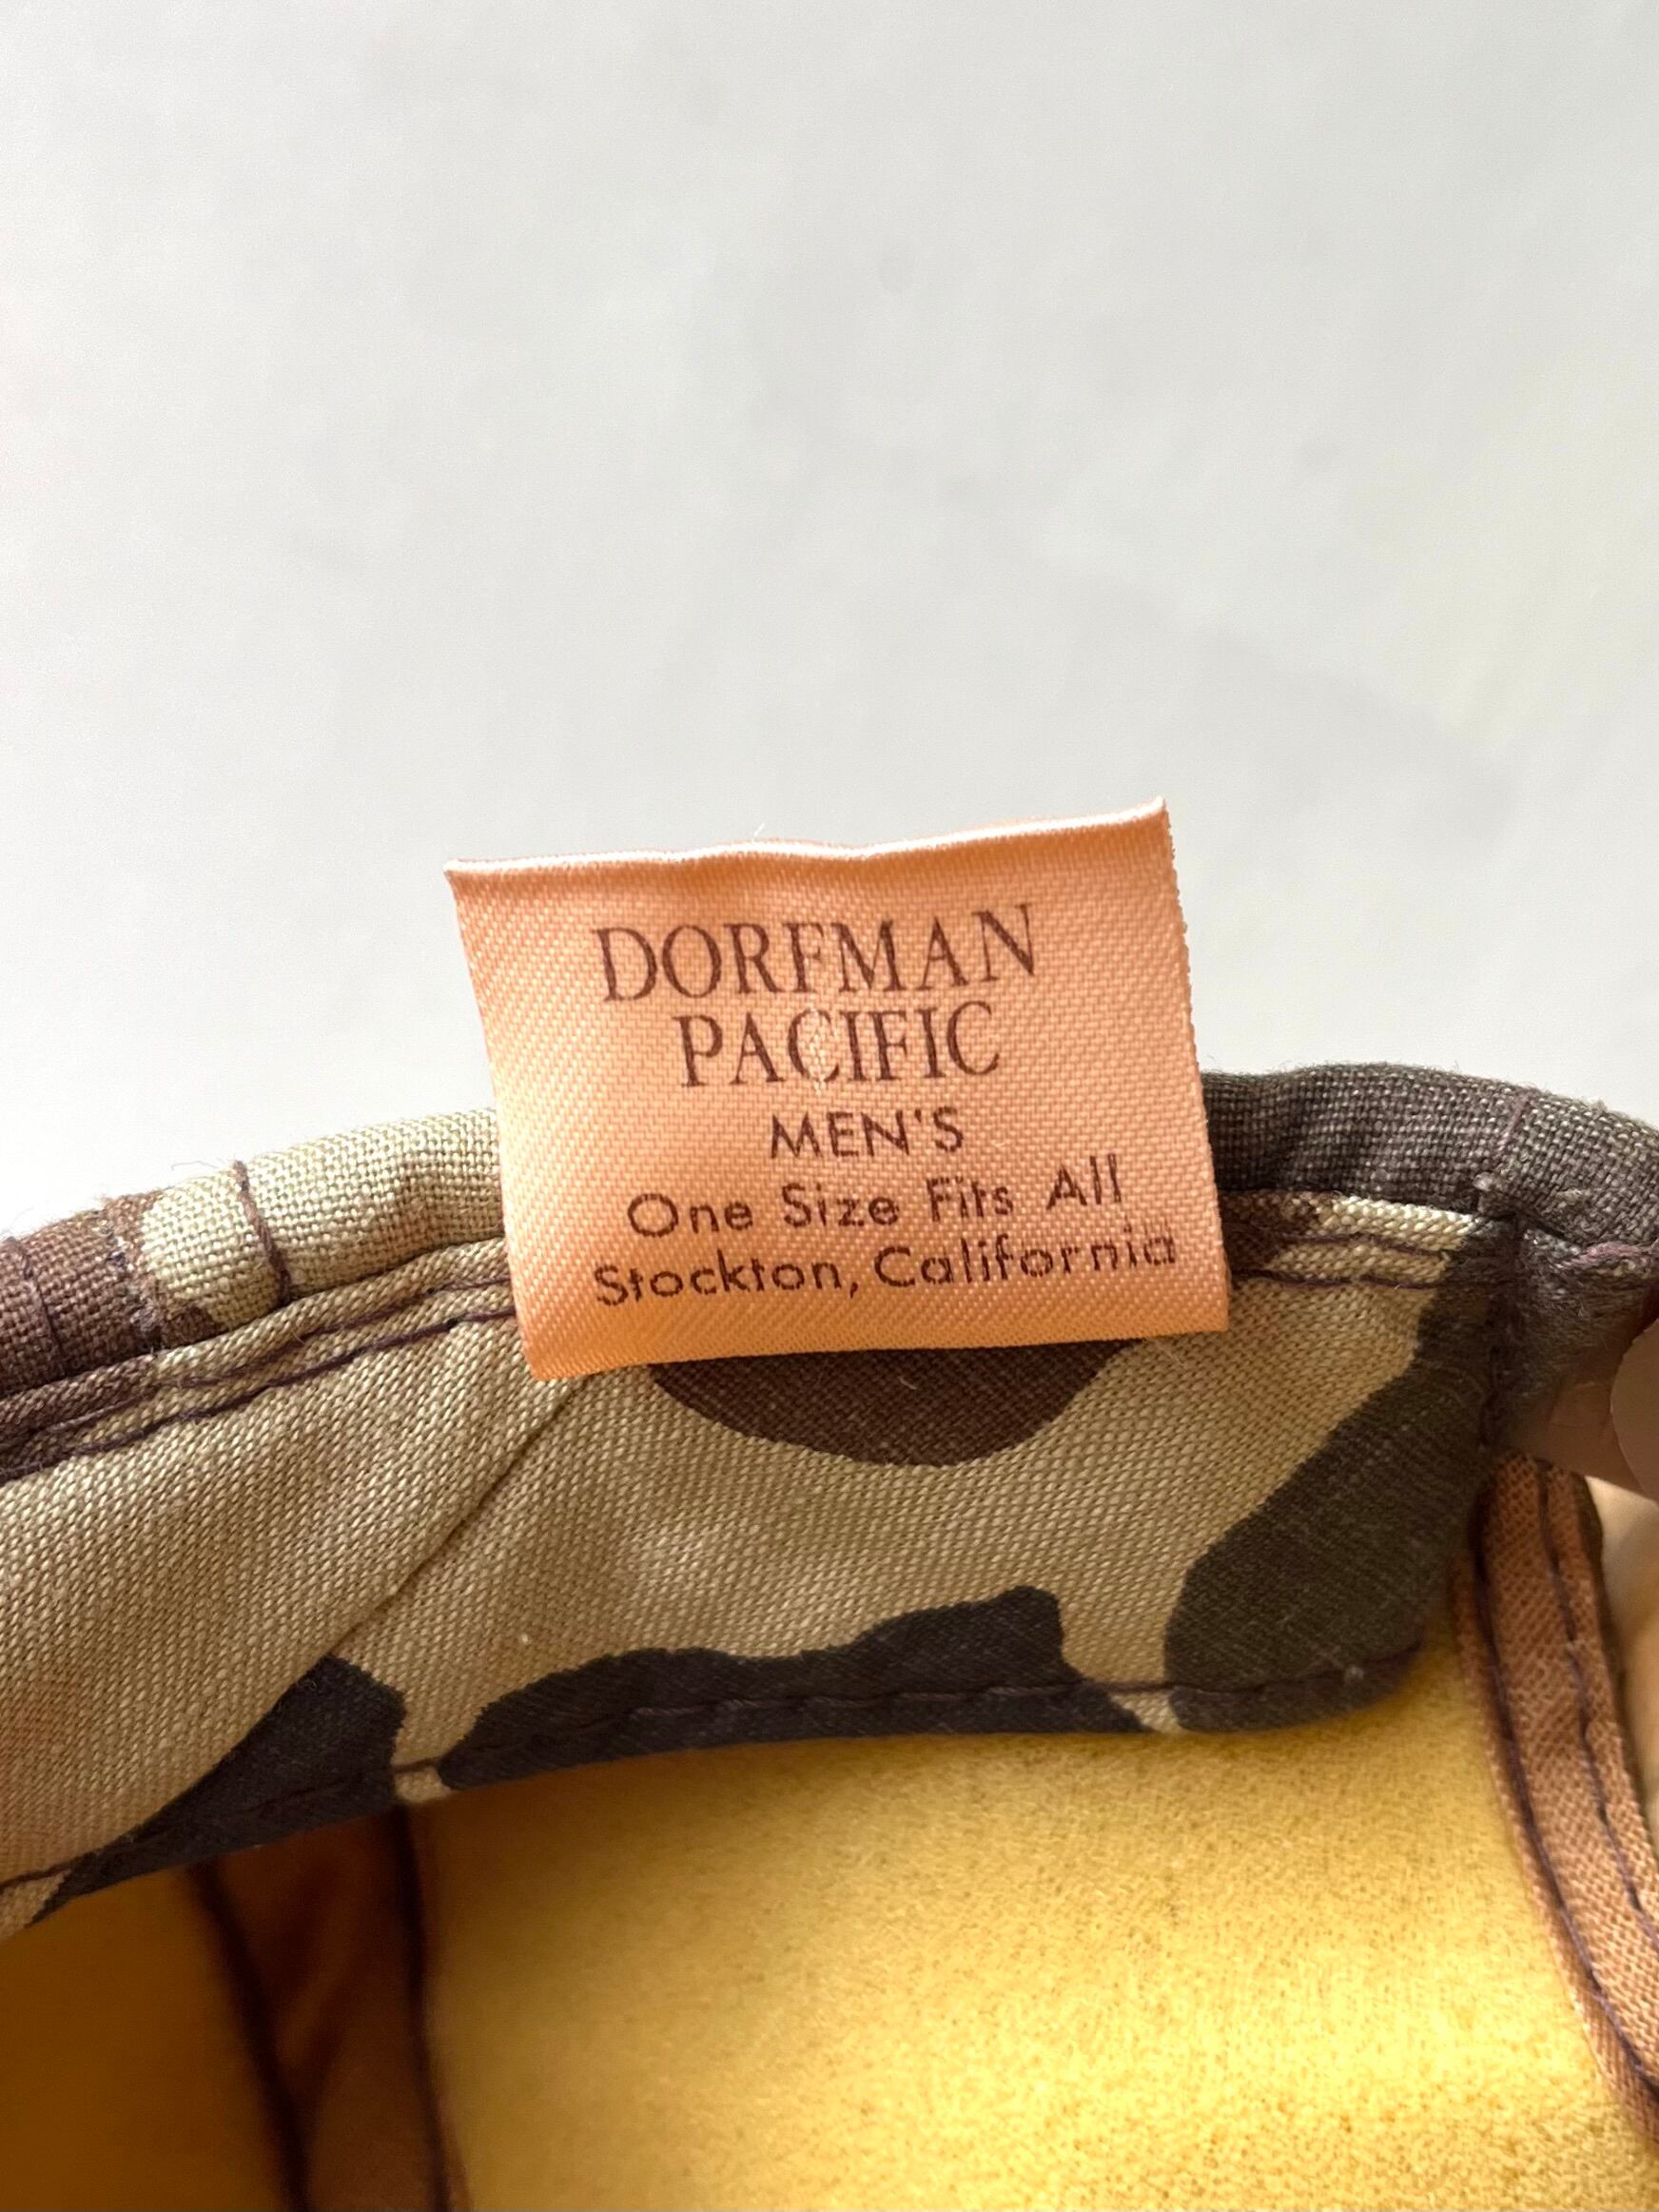 DORFMAN
PACIFIC
MEN'S
One Size Fits All
Stockton, California